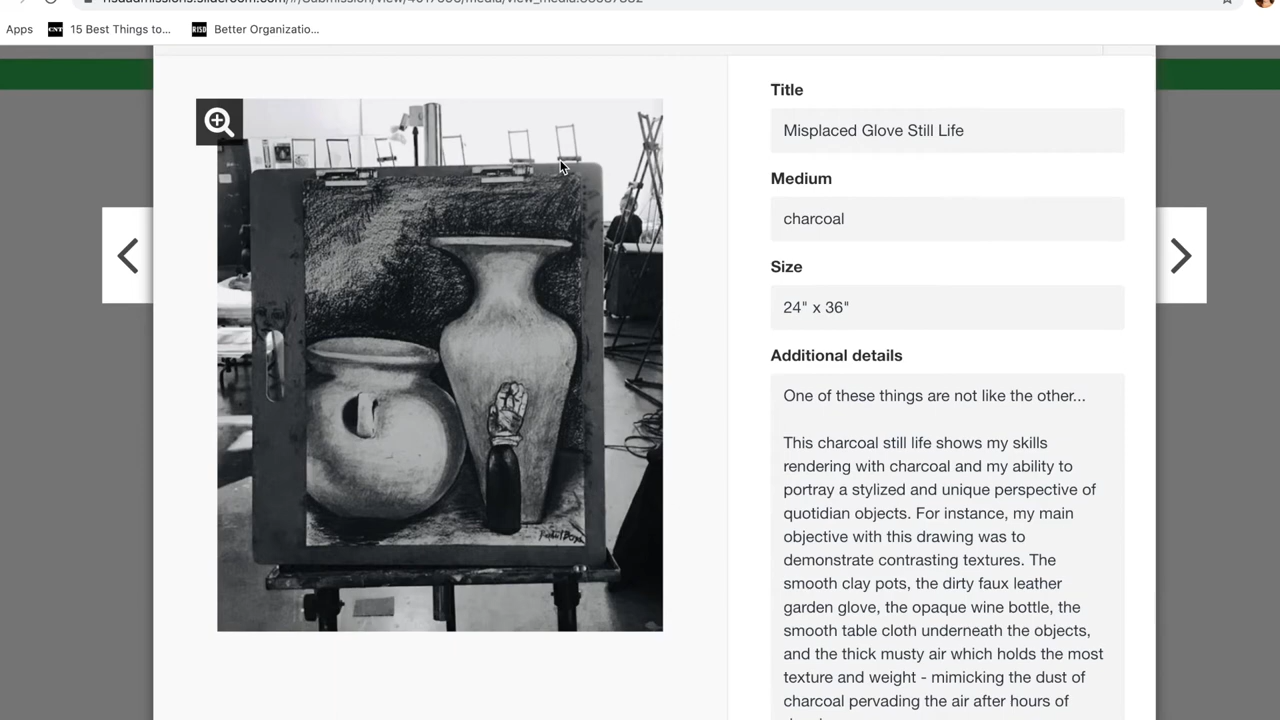 Apps CNT 15 Best Things to... RISD Better Organizatio...
Title
Misplaced Glove Still Life
Medium
charcoal
Size
24" x 36"
Additional details
One of these things are not like the other...
This charcoal still life shows my skills
rendering with charcoal and my ability to
portray a stylized and unique perspective of
quotidian objects. For instance, my main
objective with this drawing was to
demonstrate contrasting textures. The
smooth clay pots, the dirty faux leather
garden glove, the opaque wine bottle, the
smooth table cloth underneath the objects,
and the thick musty air which holds the most
texture and weight - mimicking the dust of
charcoal pervading the air after hours of